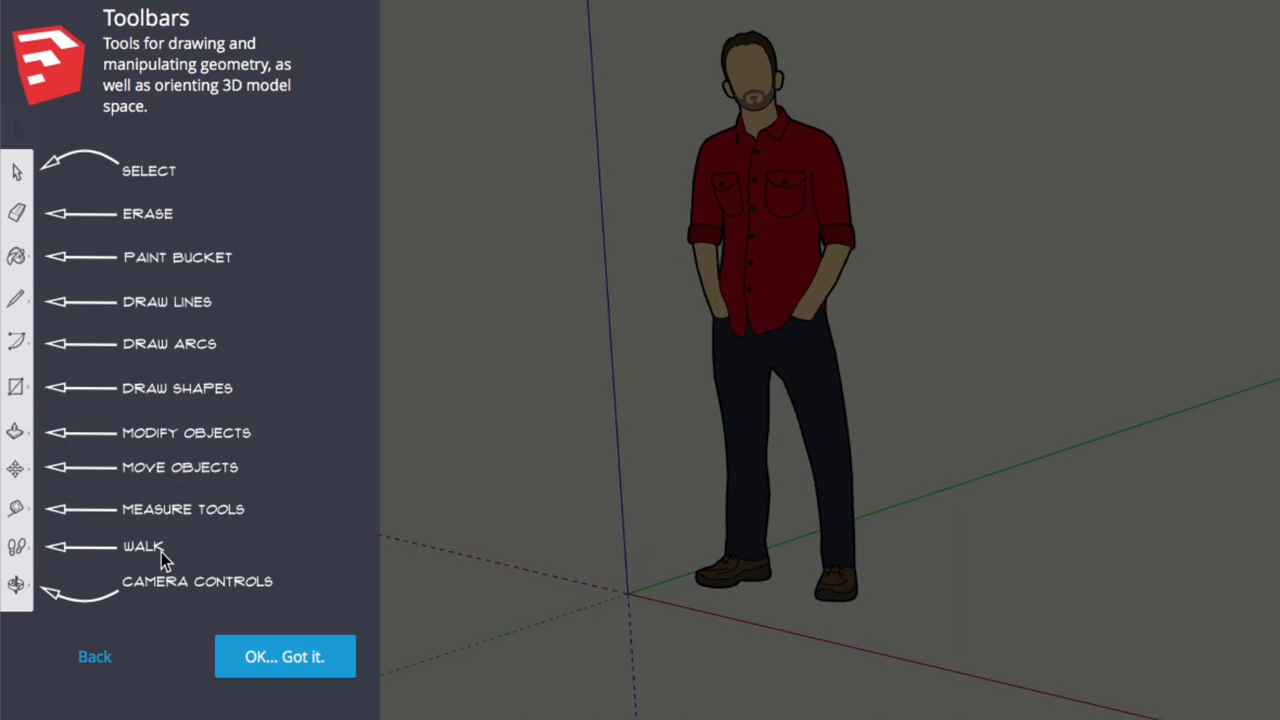 Toolbars
Tools for drawing and
manipulating geometry, as
well as orienting 3D model
space.
SELECT
ERASE
PAINT BUCKET
DRAW LINES
DRAW ARCS
DRAW SHAPES
MODIFY OBJECTS
MOVE OBJECTS
MEASURE TOOLS
WALK
CAMERA CONTROLS
Back
OK... Got it.